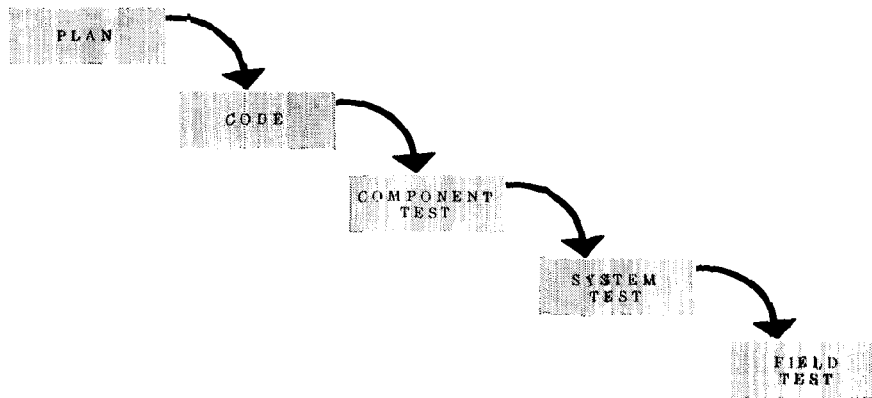 PLAN
CODE
COMPONENT
TEST
SYSTEM
TEST
FIELD
TEST